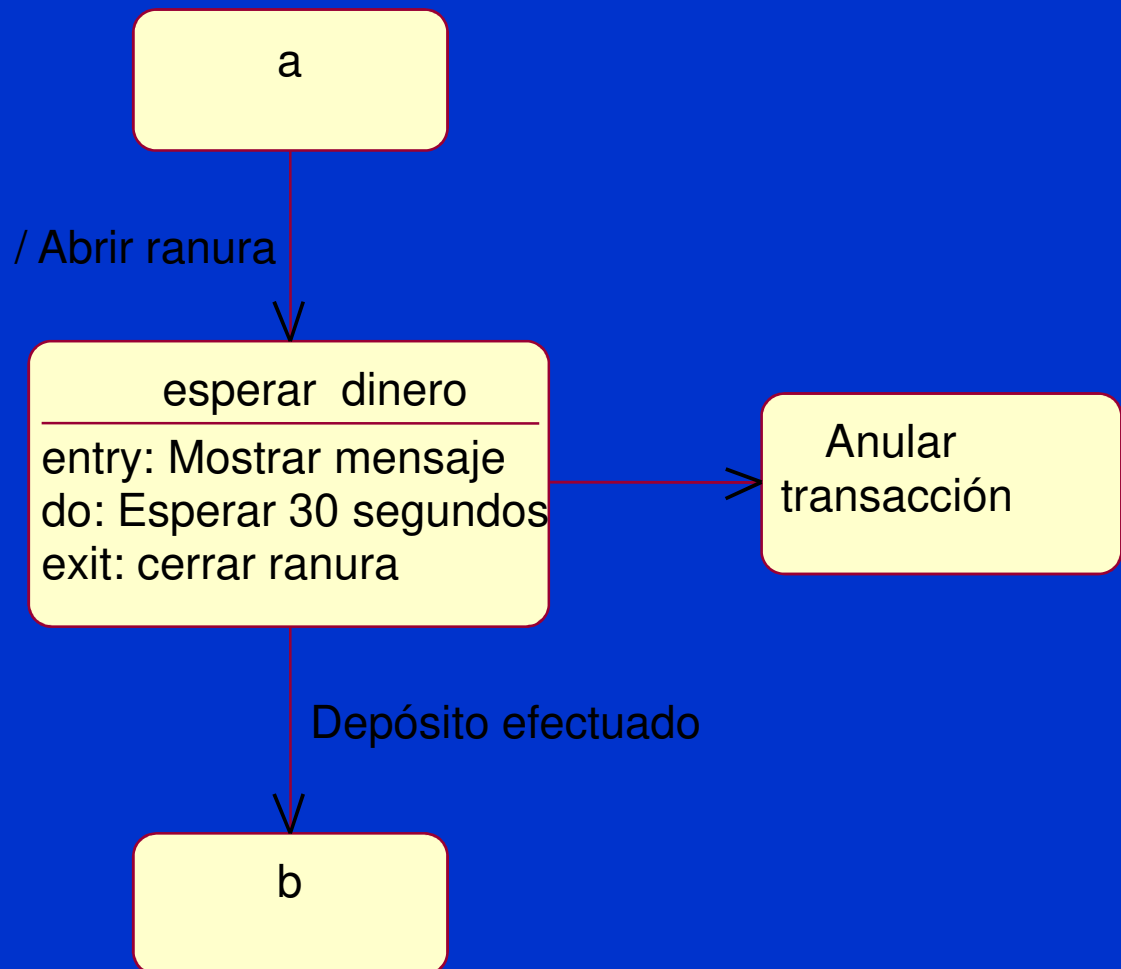 a
/ Abrir ranura
esperar dinero
entry: Mostrar mensaje
do: Esperar 30 segundos
exit: cerrar ranura
Anular
transacción
Depósito efectuado
b